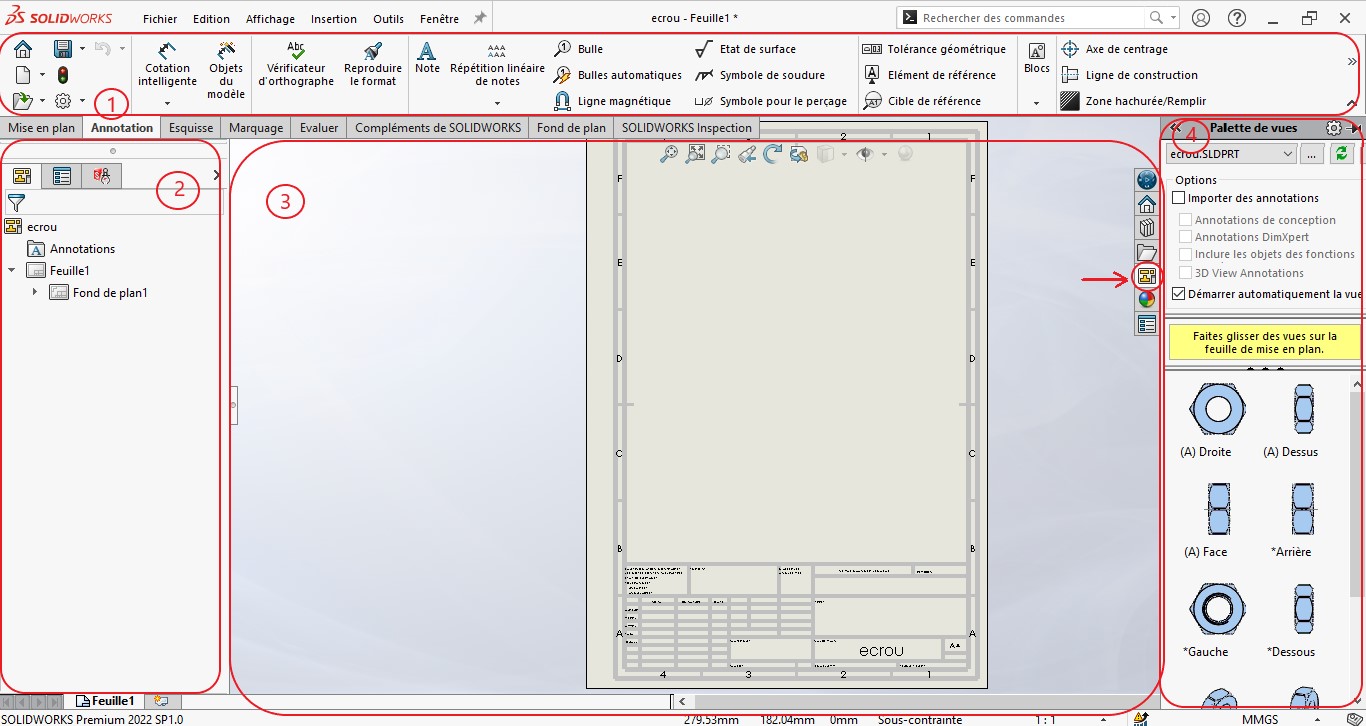 SOLIDWORKS Fichier Edition Affichage Insertion Outils Fenêtre ecrou - Feuille1 * Rechercher des commandes
Cotation intelligente
Objets du modèle
Abc
Vérificateur d'orthographe
Reproduire le format
Note
Répétition linéaire de notes
Bulle
Bulles automatiques
Ligne magnétique
Etat de surface
Symbole de soudure
Symbole pour le perçage
Tolérance géométrique
Elément de référence
Cible de référence
Blocs
Axe de centrage
Ligne de construction
Zone hachurée/Remplir
1
Mise en plan Annotation Esquisse Marquage Evaluer Compléments de SOLIDWORKS Fond de plan SOLIDWORKS Inspection
2
ecrou
Annotations
Feuille1
Fond de plan1
3
2 1
F F
E E
D D
C C
B B
A A
ecrou
4 3 2 1
Palette de vues
4
ecrou.SLDPRT ...
Options
Importer des annotations
Annotations de conception
Annotations DimXpert
Inclure les objets des fonctions
3D View Annotations
Démarrer automatiquement la vue
Faites glisser des vues sur la
feuille de mise en plan.
(A) Droite (A) Dessus
(A) Face *Arrière
*Gauche *Dessous
Feuille1
SOLIDWORKS Premium 2022 SP1.0 279.53mm 182.04mm 0mm Sous-contrainte 1 : 1 MMGS